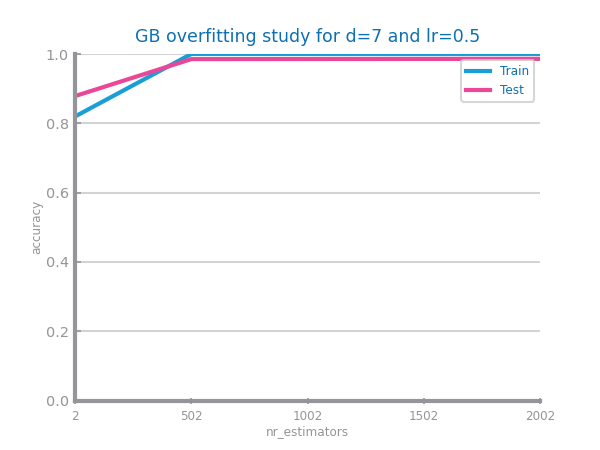 GB overfitting study for d=7 and lr=0.5
1.0
0.8
0.6
0.4
0.2
0.0
accuracy
Train
Test
2 502 1002 1502 2002
nr_estimators